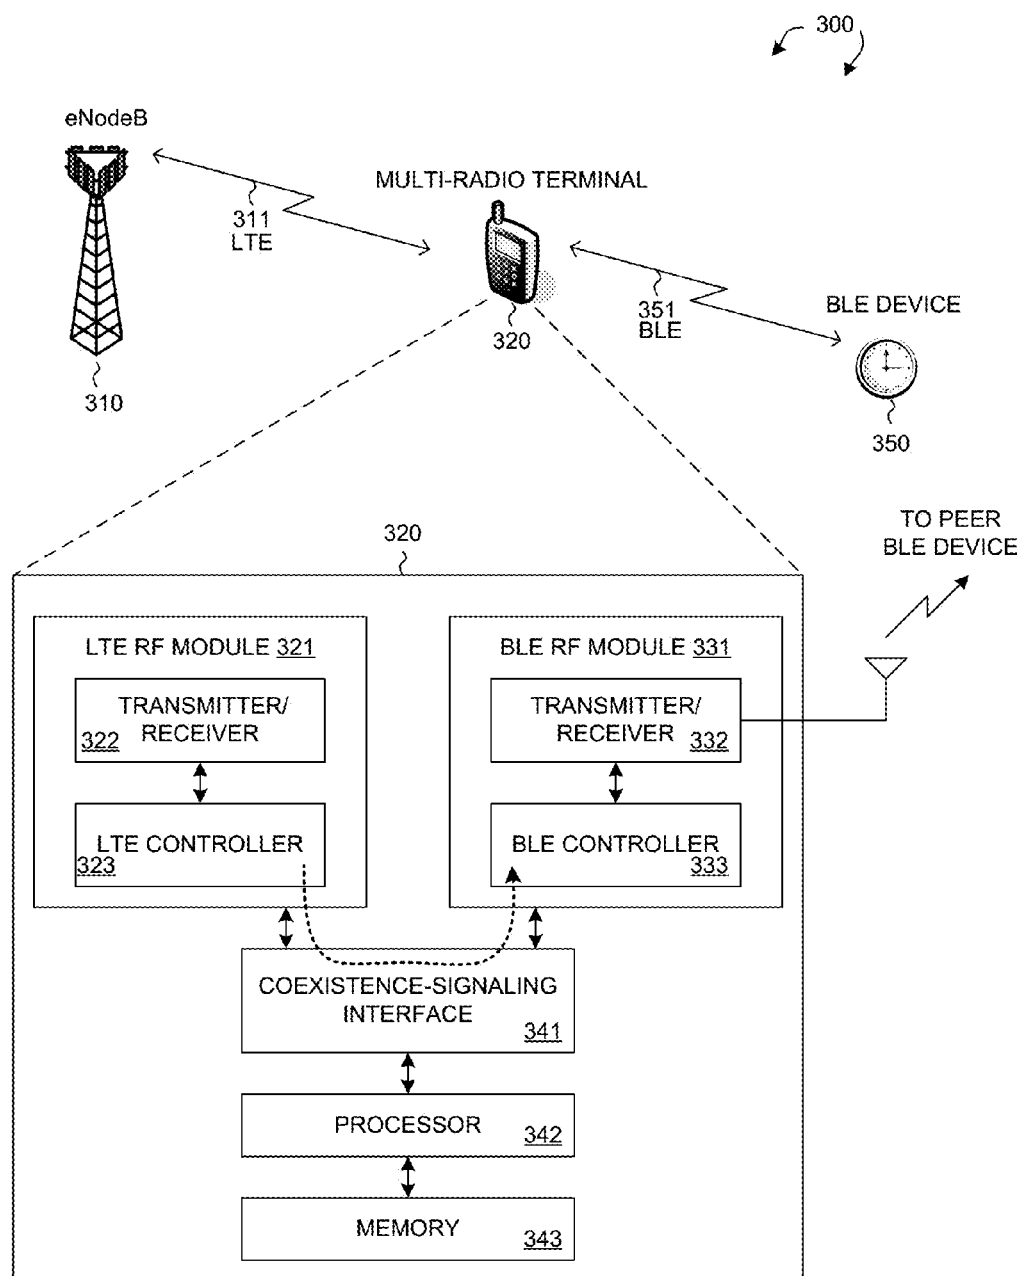 300
eNodeB
MULTI-RADIO TERMINAL
311
LTE
351
BLE
BLE DEVICE
320
310
350
TO PEER
BLE DEVICE
320
LTE RF MODULE 321
TRANSMITTER/
RECEIVER
322
LTE CONTROLLER
323
BLE RF MODULE 331
TRANSMITTER/
RECEIVER 332
BLE CONTROLLER
333
COEXISTENCE-SIGNALING
INTERFACE
341
PROCESSOR 342
MEMORY 343